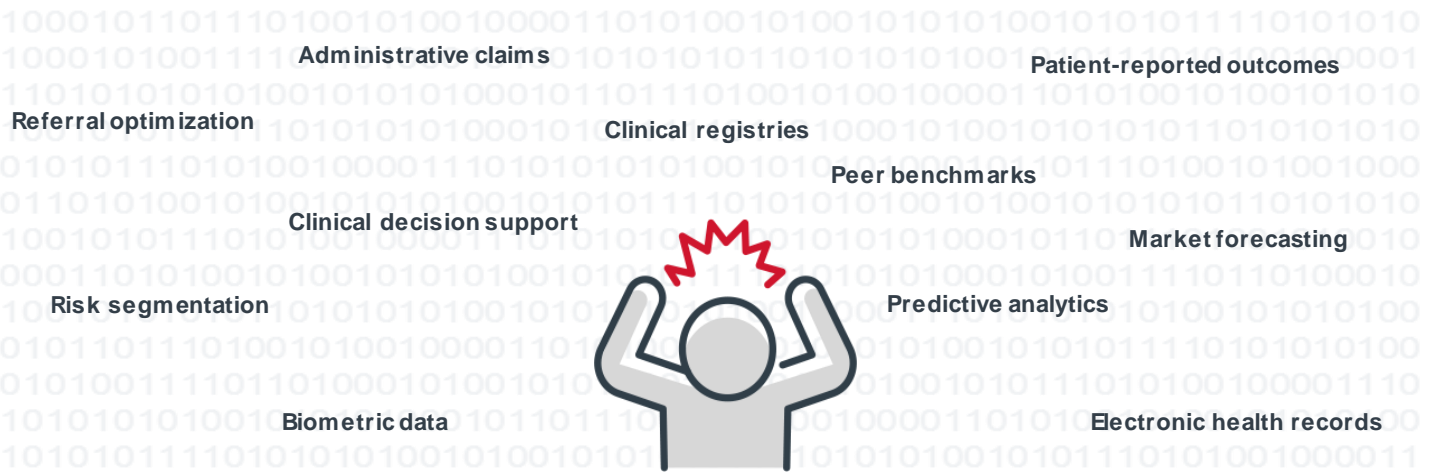 Administrative claims
Patient-reported outcomes
Referral optimization
Clinical registries
Peer benchmarks
Clinical decision support
Market forecasting
Risk segmentation
Predictive analytics
Biometric data
Electronic health records